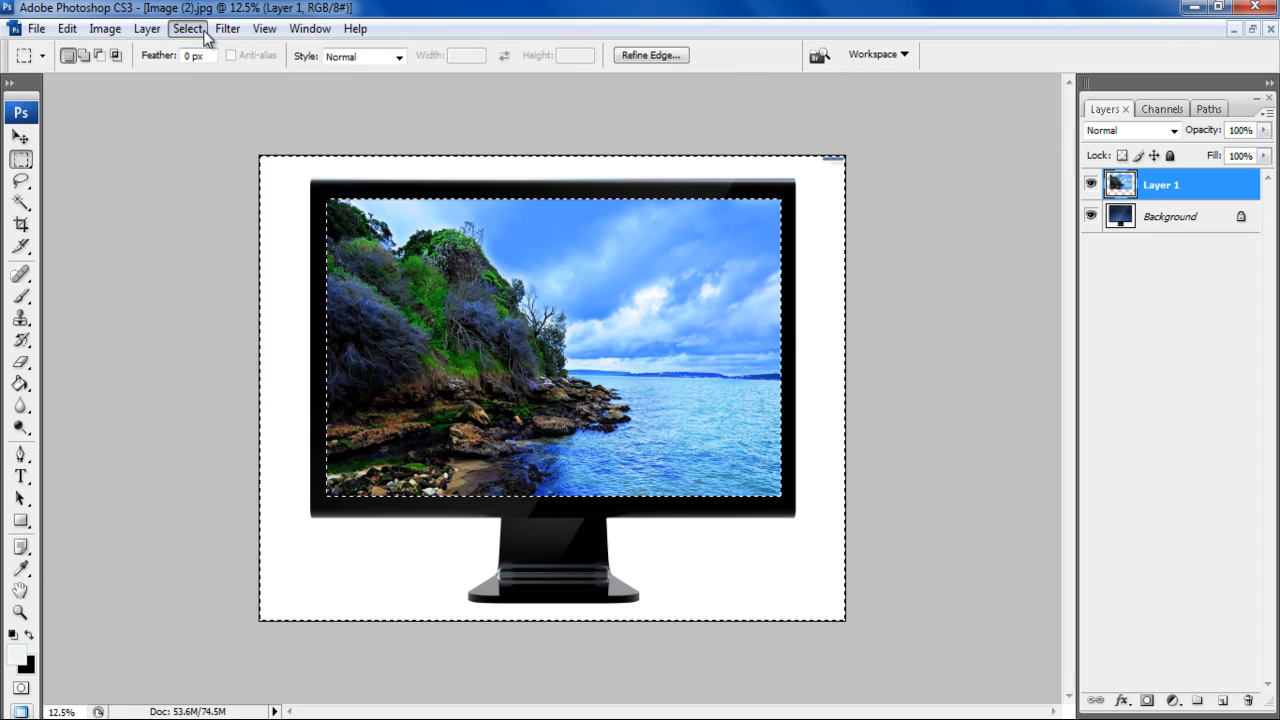 Adobe Photoshop CS3 - [Image (2).jpg @ 12.5% (Layer 1, RGB/8#)]
File Edit Image Layer Select Filter View Window Help
Feather: 0 px Anti-alias Style: Normal Width: Height: Refine Edge... Workspace
Ps
Layers Channels Paths
Normal Opacity: 100%
Lock: Fill: 100%
Layer 1
Background
12.5% Doc: 53.6M/74.5M